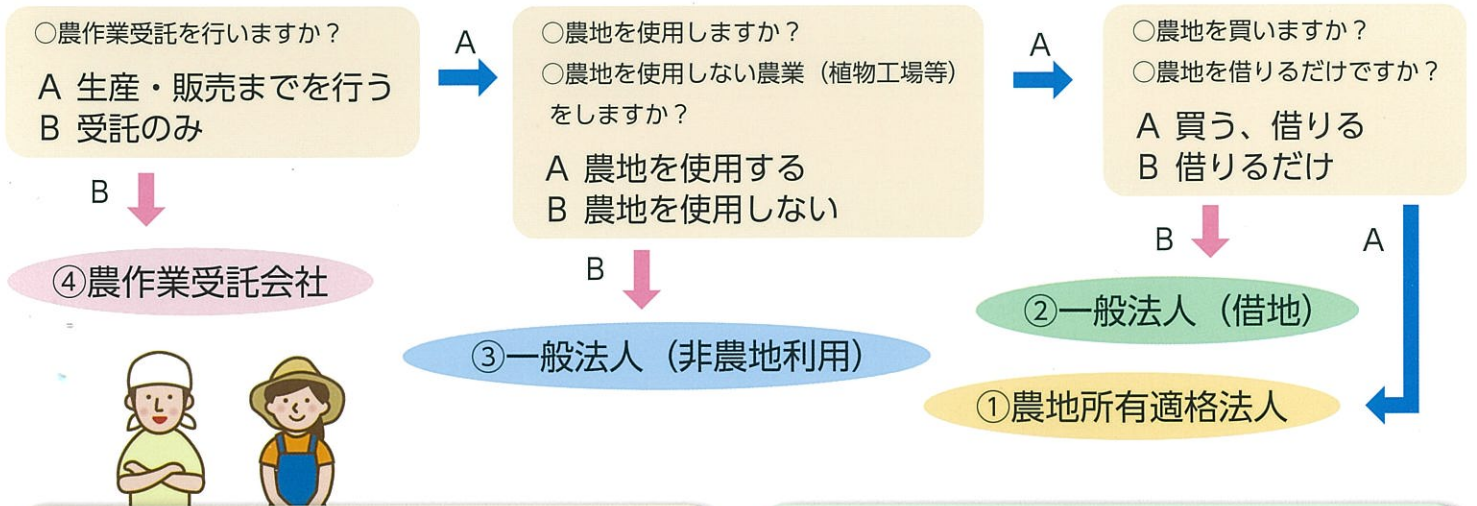 ○農作業受託を行いますか？
A 生産・販売までを行う
B 受託のみ
A
B
④農作業受託会社
○農地を使用しますか？
○農地を使用しない農業（植物工場等）
をしますか？
A 農地を使用する
B 農地を使用しない
A
B
③一般法人（非農地利用）
○農地を買いますか？
○農地を借りるだけですか？
A 買う、借りる
B 借りるだけ
B
A
②一般法人（借地）
①農地所有適格法人